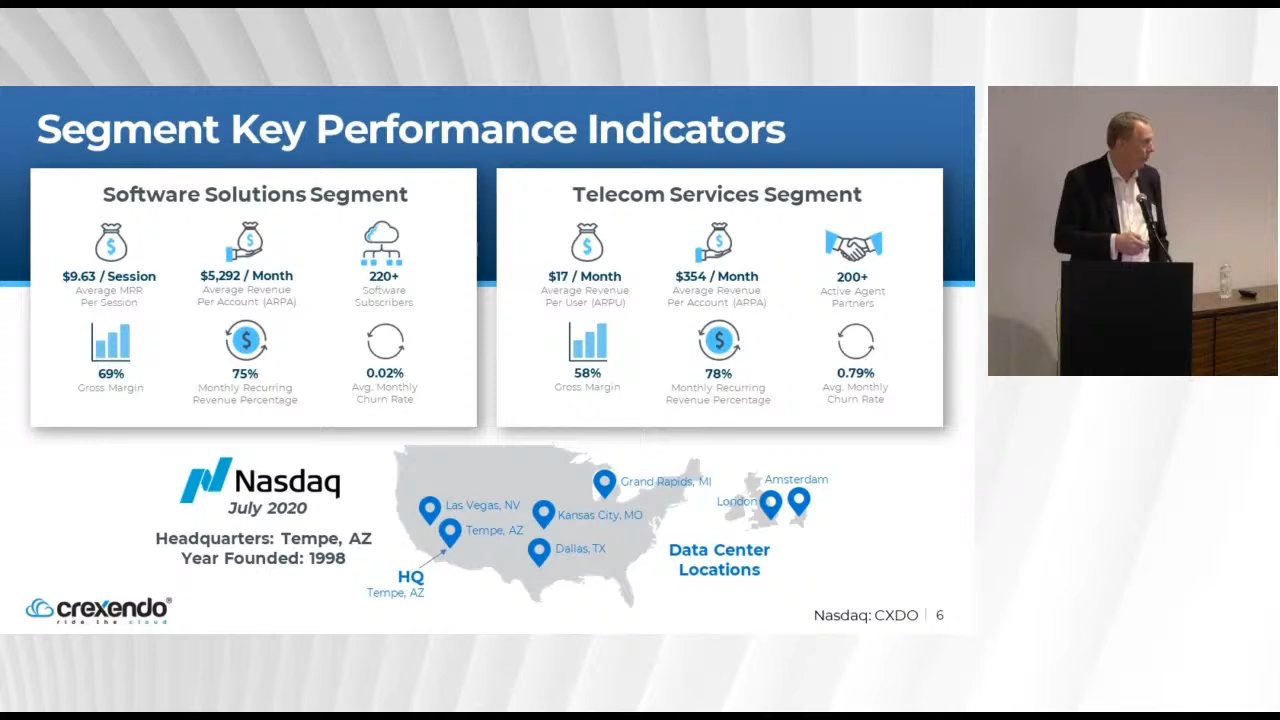 Segment Key Performance Indicators
Software Solutions Segment
$
$
$9.63 / Session
Average MRR
Per Session
$5,292 / Month
Average Revenue
Per Account (ARPA)
220+
Software
Subscribers
$
69%
Gross Margin
75%
Monthly Recurring
Revenue Percentage
0.02%
Avg. Monthly
Churn Rate
Telecom Services Segment
$
$
$17 / Month
Average Revenue
Per User (ARPU)
$354 / Month
Average Revenue
Per Account (ARPA)
200+
Active Agent
Partners
$
58%
Gross Margin
78%
Monthly Recurring
Revenue Percentage
0.79%
Avg. Monthly
Churn Rate
Nasdaq
July 2020
Headquarters: Tempe, AZ
Year Founded: 1998
Las Vegas, NV
Tempe, AZ
HQ
Tempe, AZ
Grand Rapids, MI
Kansas City, MO
Dallas, TX
Amsterdam
London
Data Center
Locations
crexendo®
ride the cloud
Nasdaq: CXDO | 6